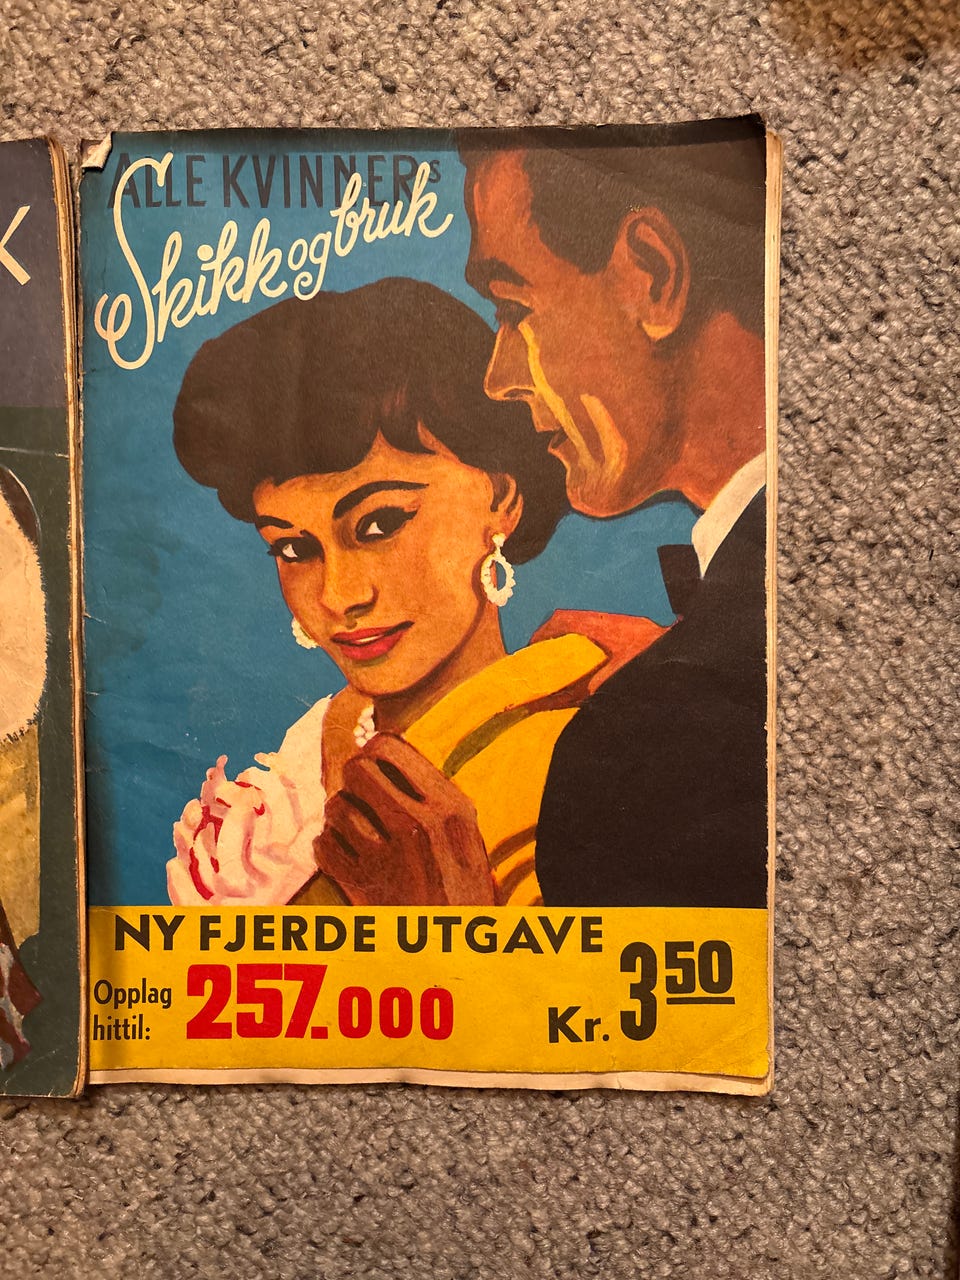 K
ALLE KVINNERs
Skikk og bruk
NY FJERDE UTGAVE
Opplag
hittil: 257.000
Kr. 3 50